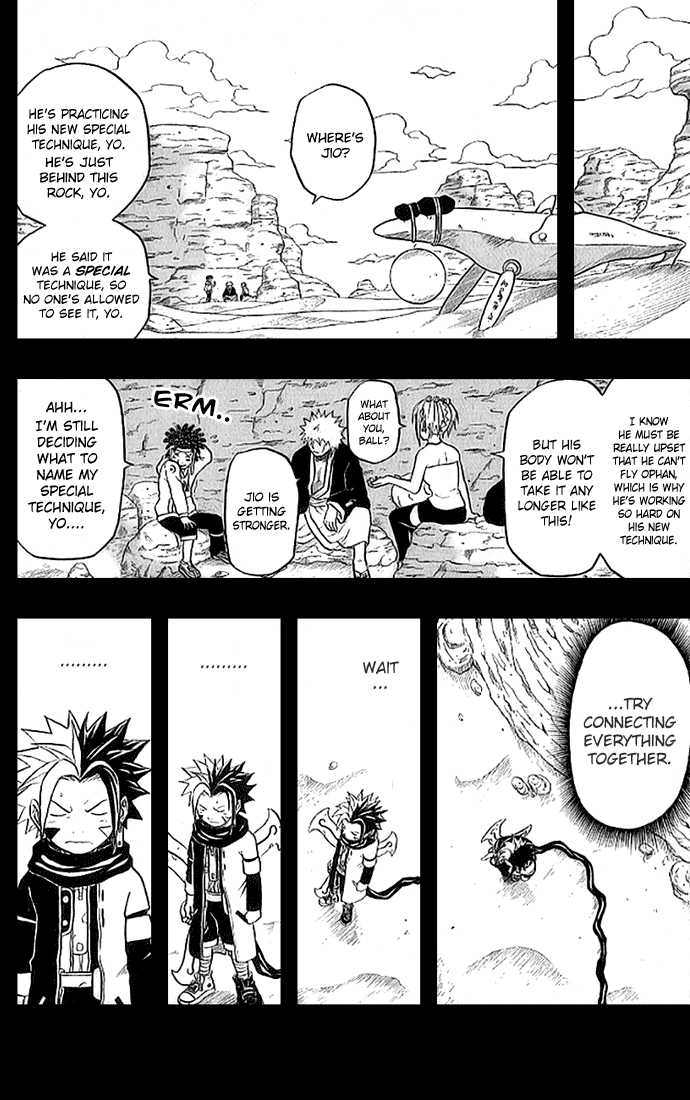 WHERE'S
JIO?
HE'S PRACTICING
HIS NEW SPECIAL
TECHNIQUE, YO.
HE'S JUST
BEHIND THIS
ROCK, YO.
HE SAID IT
WAS A SPECIAL
TECHNIQUE, SO
NO ONE'S ALLOWED
TO SEE IT, YO.
I KNOW
HE MUST BE
REALLY UPSET
THAT HE CAN'T
FLY OPHAN,
WHICH IS WHY
HE'S WORKING
SO HARD ON
HIS NEW
TECHNIQUE.
BUT HIS
BODY WON'T
BE ABLE TO
TAKE IT ANY
LONGER LIKE
THIS!
WHAT
ABOUT
YOU,
BALL?
JIO IS
GETTING
STRONGER.
ERM..
AHH...
I'M STILL
DECIDING
WHAT TO
NAME MY
SPECIAL
TECHNIQUE,
YO....
...TRY
CONNECTING
EVERYTHING
TOGETHER.
WAIT
...
.........
.........